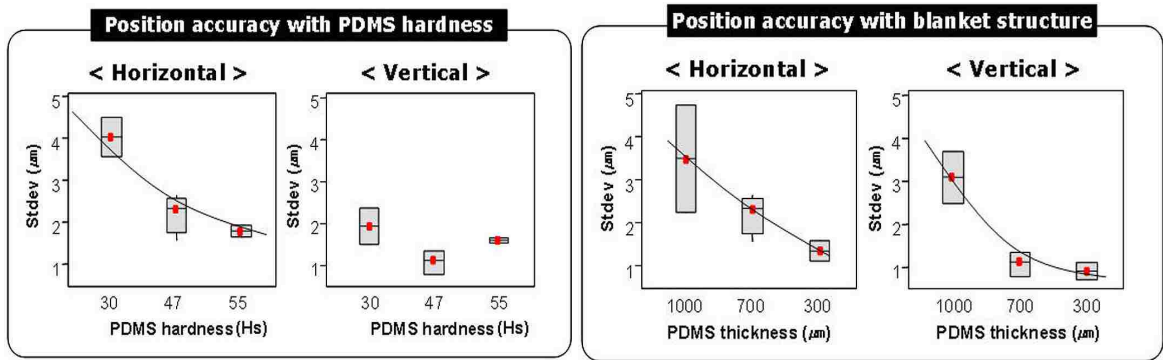 Position accuracy with PDMS hardness
< Horizontal >
< Vertical >
Stdev (μm)
5
4
3
2
1
30 47 55
PDMS hardness (Hs)
Stdev (μm)
5
4
3
2
1
30 47 55
PDMS hardness (Hs)
Position accuracy with blanket structure
< Horizontal >
< Vertical >
Stdev (μm)
5
4
3
2
1
1000 700 300
PDMS thickness (μm)
Stdev (μm)
5
4
3
2
1
1000 700 300
PDMS thickness (μm)